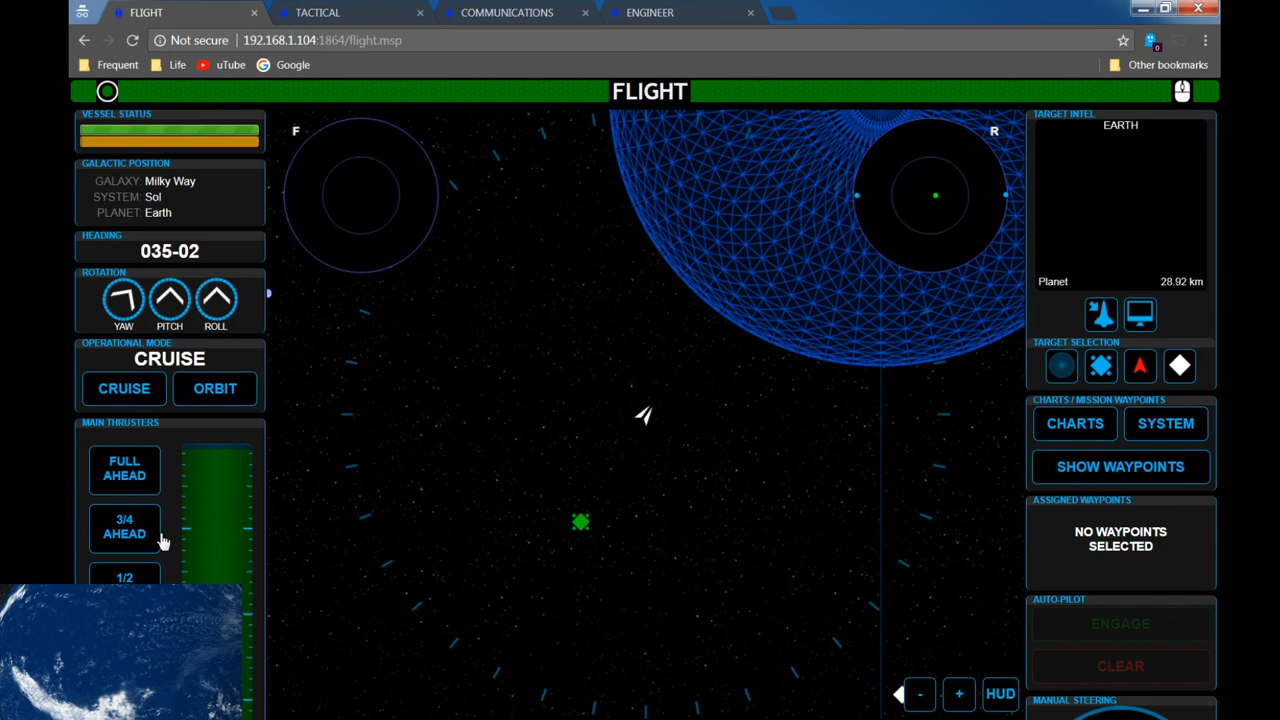 FLIGHT
TACTICAL
COMMUNICATIONS
ENGINEER
Not secure
192.168.1.104:1864/flight.msp
0
Frequent
Life
uTube
Google
Other bookmarks
FLIGHT
VESSEL STATUS
GALACTIC POSITION
GALAXY: Milky Way
SYSTEM: Sol
PLANET: Earth
HEADING
035-02
ROTATION
YAW
PITCH
ROLL
OPERATIONAL MODE
CRUISE
CRUISE
ORBIT
MAIN THRUSTERS
FULL
AHEAD
3/4
AHEAD
1/2
F
R
- + HUD
TARGET INTEL
EARTH
Planet
28.92 km
TARGET SELECTION
CHARTS / MISSION WAYPOINTS
CHARTS
SYSTEM
SHOW WAYPOINTS
ASSIGNED WAYPOINTS
NO WAYPOINTS
SELECTED
AUTO-PILOT
ENGAGE
CLEAR
MANUAL STEERING